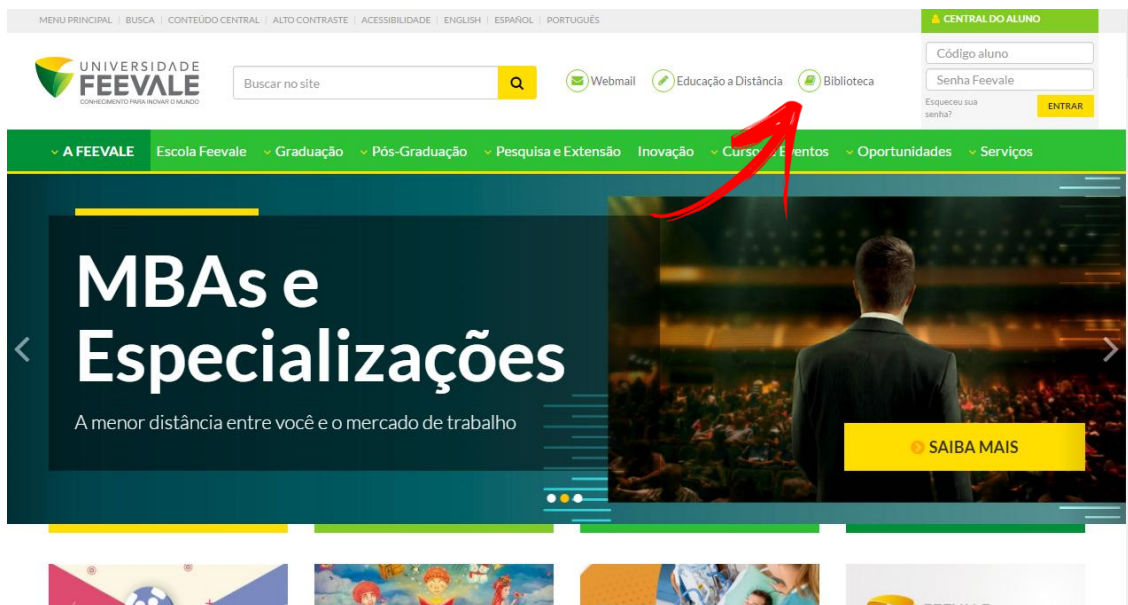 MENU PRINCIPAL | BUSCA | CONTEÚDO CENTRAL | ALTO CONTRASTE | ACESSIBILIDADE | ENGLISH | ESPAÑOL | PORTUGUÊS
CENTRAL DO ALUNO
UNIVERSIDADE
FEEVALE
CONHECIMENTO PARA INOVAR O MUNDO
Buscar no site
Webmail
Educação a Distância
Biblioteca
Código aluno
Senha Feevale
Esqueceu sua
senha?
ENTRAR
A FEEVALE Escola Feevale Graduação Pós-Graduação Pesquisa e Extensão Inovação Cursos e Eventos Oportunidades Serviços
MBAs e
Especializações
A menor distância entre você e o mercado de trabalho
SAIBA MAIS